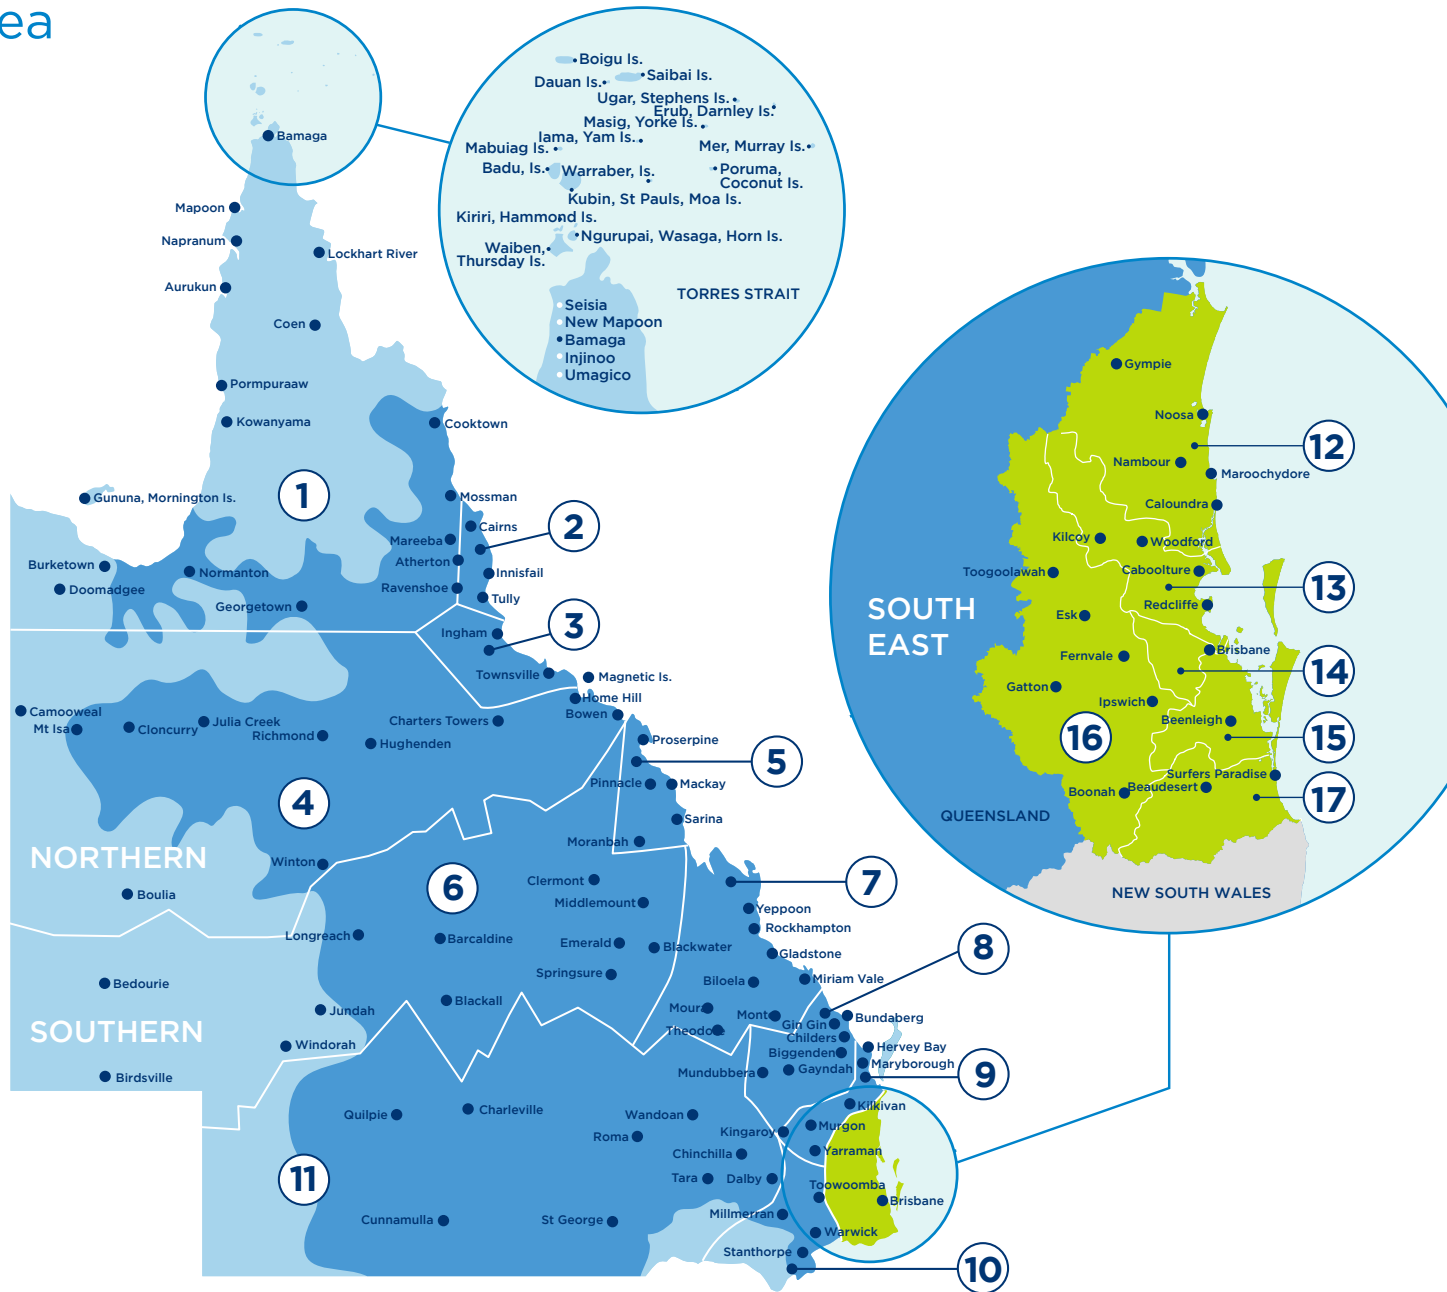 ea
Boigu Is.
Saibai Is.
Dauan Is.
Ugar, Stephens Is.
Erub, Darnley Is.
Masig, Yorke Is.
Iama, Yam Is.
Mer, Murray Is.
Mabuiag Is.
Badu, Is.
Warraber, Is.
Poruma,
Coconut Is.
Kubin, St Pauls, Moa Is.
Kiriri, Hammond Is.
Ngurupai, Wasaga, Horn Is.
Waiben,
Thursday Is.
TORRES STRAIT
Seisia
New Mapoon
Bamaga
Injinoo
Umagico
Bamaga
Mapoon
Napranum
Lockhart River
Aurukun
Coen
Pormpuraaw
Kowanyama
Cooktown
1
Gununa, Mornington Is.
Mossman
Cairns
2
Mareeba
Atherton
Innisfail
Burketown
Normanton
Doomadgee
Ravenshoe
Tully
Georgetown
Ingham
3
Townsville
Magnetic Is.
Home Hill
Bowen
Camooweal
Mt Isa
Cloncurry
Julia Creek
Richmond
Hughenden
Charters Towers
Proserpine
5
Pinnacle
Mackay
4
Sarina
Moranbah
NORTHERN
Winton
Boulia
6
Clermont
Middlemount
7
Yeppoon
Rockhampton
Longreach
Barcaldine
Emerald
Blackwater
Gladstone
8
Springsure
Biloela
Miriam Vale
Bedourie
Blackall
Jundah
SOUTHERN
Moura
Monto
Theodore
Gin Gin
Bundaberg
Childers
Windorah
Biggenden
Hervey Bay
Maryborough
Birdsville
Mundubbera
Gayndah
9
Quilpie
Charleville
Wandoan
Kilkivan
Roma
Kingaroy
Murgon
Chinchilla
Yarraman
11
Tara
Dalby
Toowoomba
Brisbane
Cunnamulla
St George
Millmerran
Warwick
Stanthorpe
10
Gympie
Noosa
12
Nambour
Maroochydore
Caloundra
Kilcoy
Woodford
Toogoolawah
Caboolture
13
SOUTH
EAST
Redcliffe
Esk
Fernvale
Brisbane
14
Gatton
Ipswich
Beenleigh
16
15
Surfers Paradise
Boonah
Beaudesert
17
QUEENSLAND
NEW SOUTH WALES